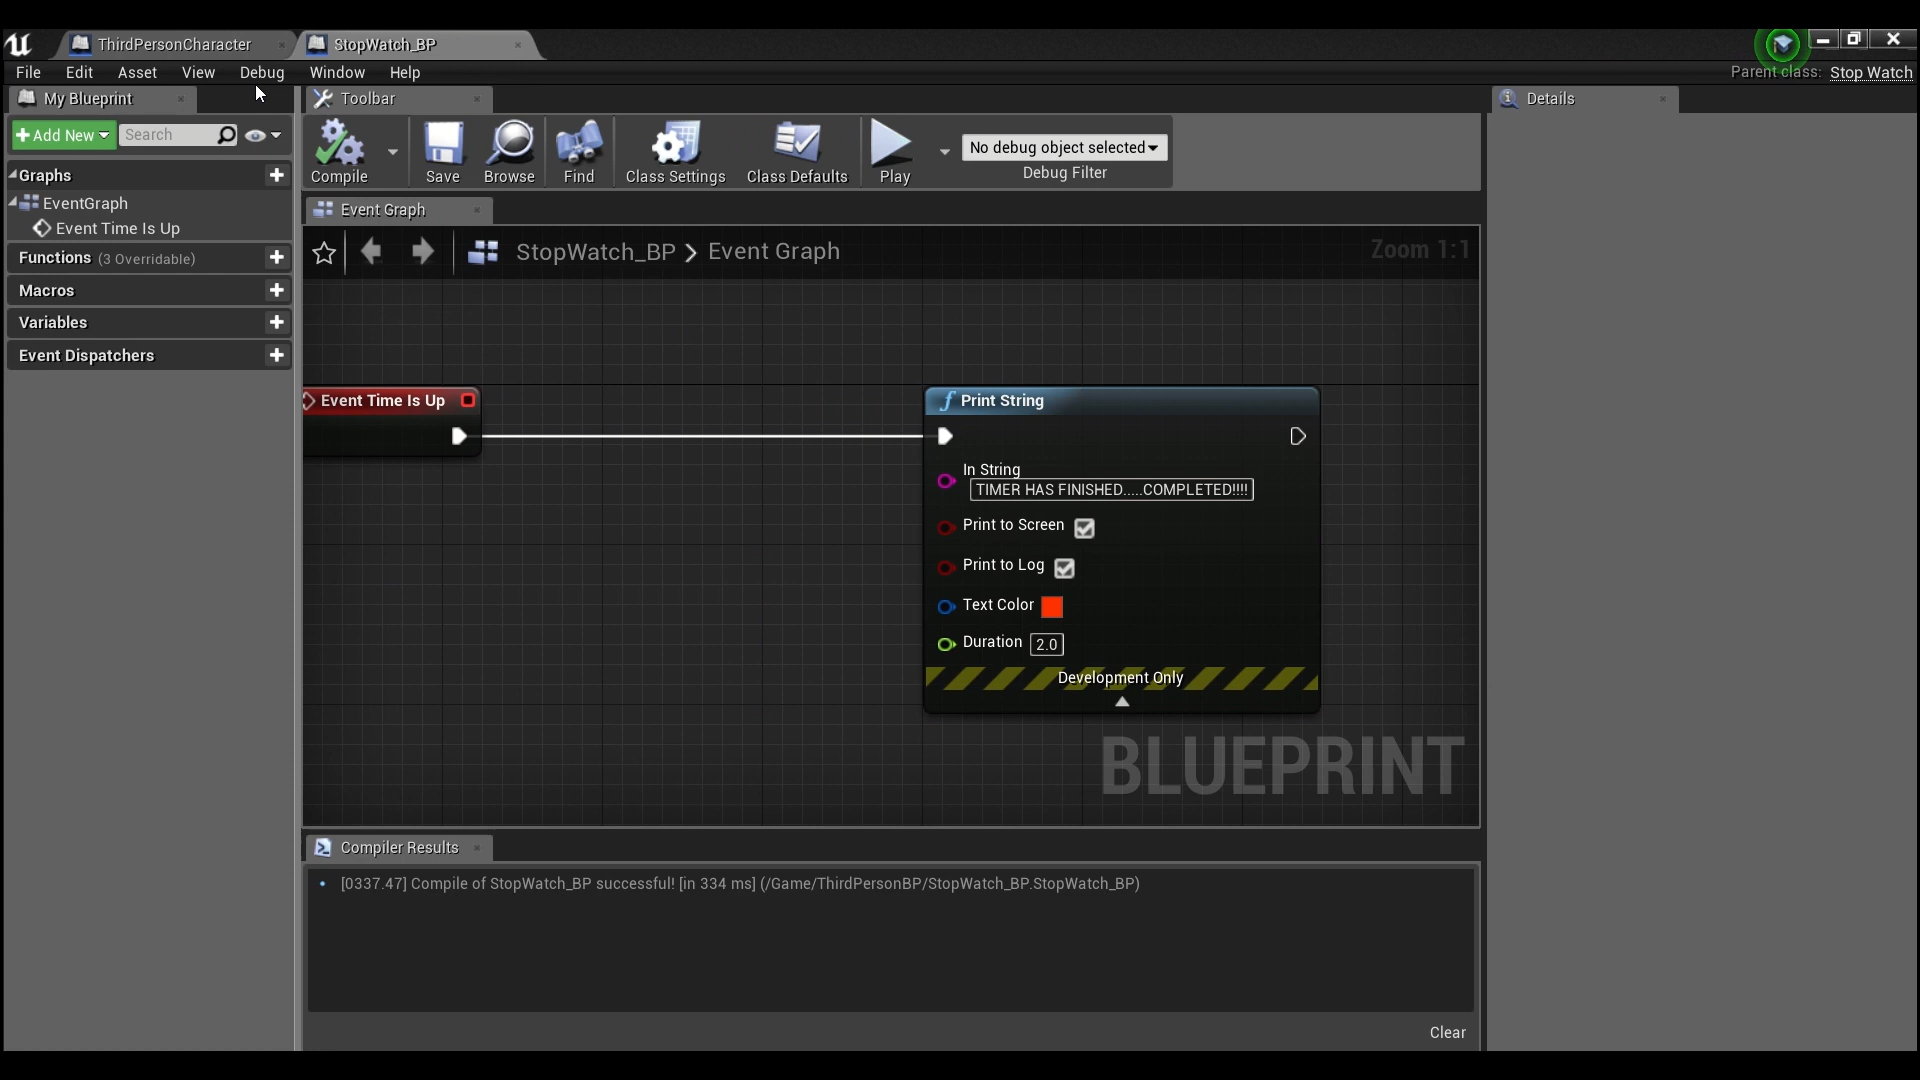 ThirdPersonCharacter
StopWatch_BP
File Edit Asset View Debug Window Help
Parent class: Stop Watch
My Blueprint
Toolbar
Details
Add New
Search
Compile
Save
Browse
Find
Class Settings
Class Defaults
Play
No debug object selected
Debug Filter
Graphs
EventGraph
Event Time Is Up
Functions (3 Overridable)
Macros
Variables
Event Dispatchers
Event Graph
StopWatch_BP > Event Graph
Zoom 1:1
Event Time Is Up
Print String
In String
TIMER HAS FINISHED.....COMPLETED!!!!
Print to Screen
Print to Log
Text Color
Duration 2.0
Development Only
BLUEPRINT
Compiler Results
[0337.47] Compile of StopWatch_BP successful! [in 334 ms] (/Game/ThirdPersonBP/StopWatch_BP.StopWatch_BP)
Clear